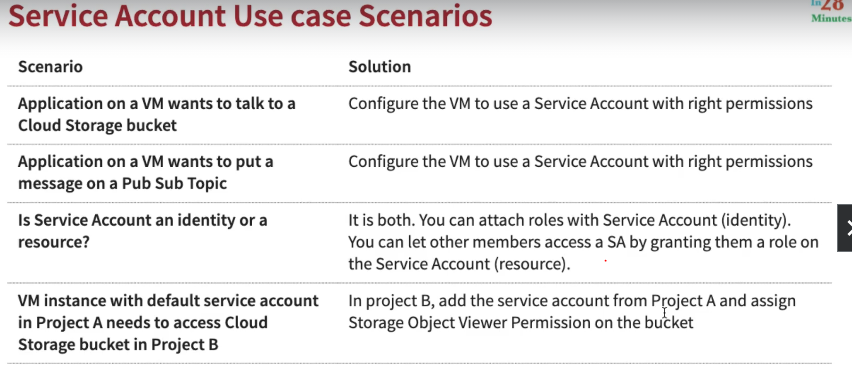 Service Account Use case Scenarios
in28
Minutes
Scenario
Solution
Application on a VM wants to talk to a
Cloud Storage bucket
Configure the VM to use a Service Account with right permissions
Application on a VM wants to put a
message on a Pub Sub Topic
Configure the VM to use a Service Account with right permissions
Is Service Account an identity or a
resource?
It is both. You can attach roles with Service Account (identity).
You can let other members access a SA by granting them a role on
the Service Account (resource).
VM instance with default service account
in Project A needs to access Cloud
Storage bucket in Project B
In project B, add the service account from Project A and assign
Storage Object Viewer Permission on the bucket